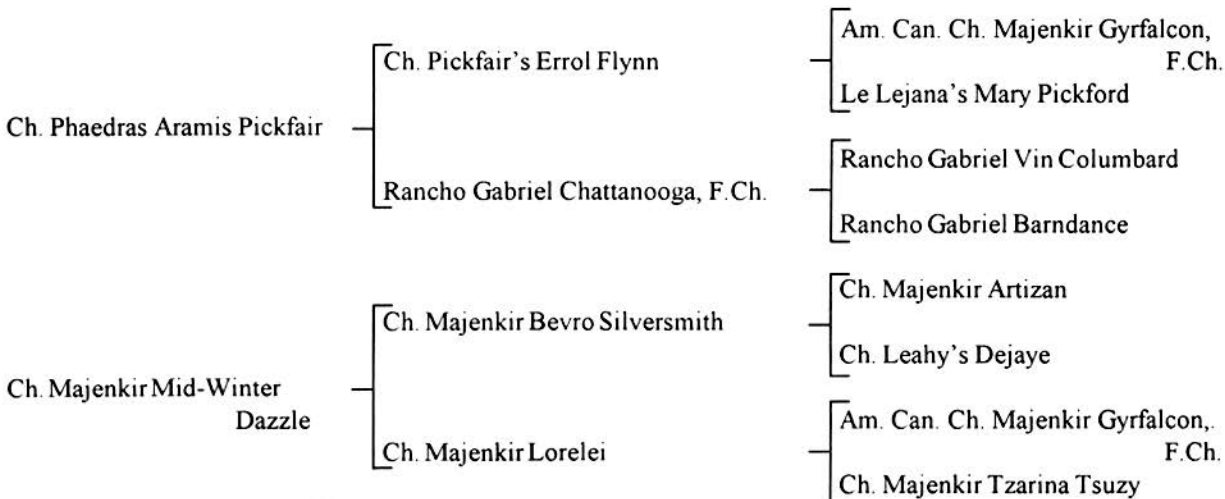 Am. Can. Ch. Majenkir Gyrfalcon,
F.Ch.
Ch. Pickfair's Errol Flynn
Le Lejana's Mary Pickford
Ch. Phaedras Aramis Pickfair
Rancho Gabriel Vin Columbard
Rancho Gabriel Chattanooga, F.Ch.
Rancho Gabriel Barndance
Ch. Majenkir Artizan
Ch. Majenkir Bevro Silversmith
Ch. Leahy's Dejaye
Ch. Majenkir Mid-Winter
Dazzle
Am. Can. Ch. Majenkir Gyrfalcon,.
F.Ch.
Ch. Majenkir Lorelei
Ch. Majenkir Tzarina Tsuzy